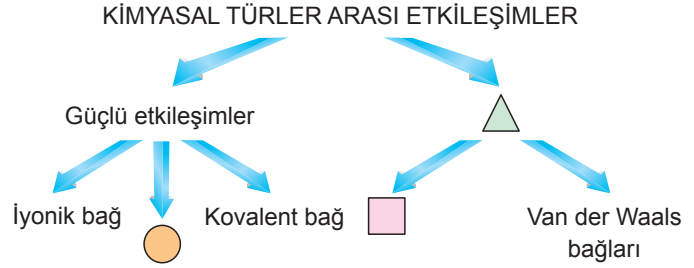 KİMYASAL TÜRLER ARASI ETKİLEŞİMLER
Güçlü etkileşimler
İyonik bağ
Kovalent bağ
Van der Waals
bağları